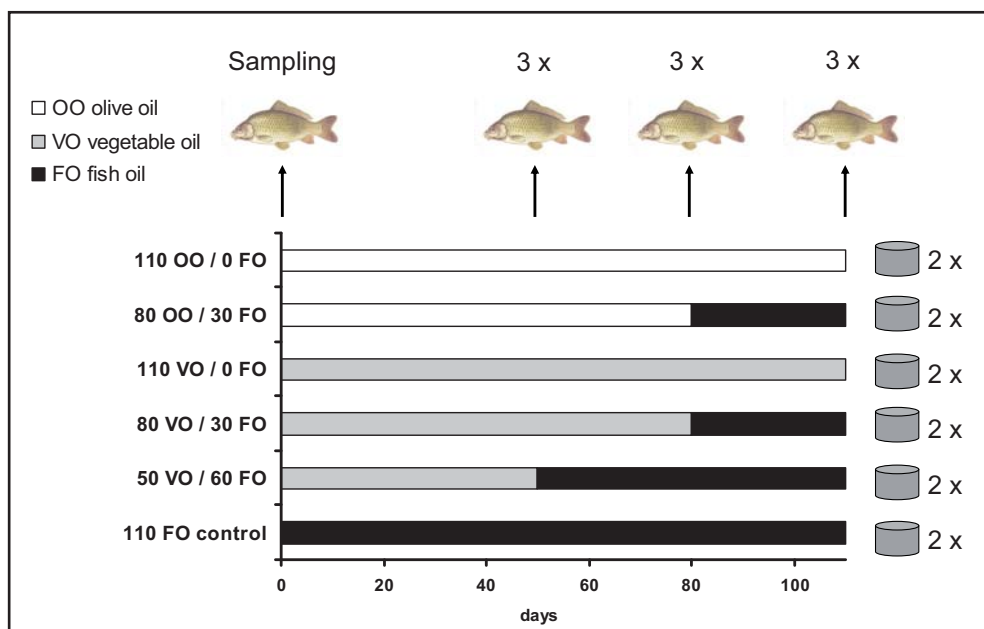 Sampling 3 x 3 x 3 x
OO olive oil
VO vegetable oil
FO fish oil
110 OO / 0 FO 2 x
80 OO / 30 FO 2 x
110 VO / 0 FO 2 x
80 VO / 30 FO 2 x
50 VO / 60 FO 2 x
110 FO control 2 x
0 20 40 60 80 100
days